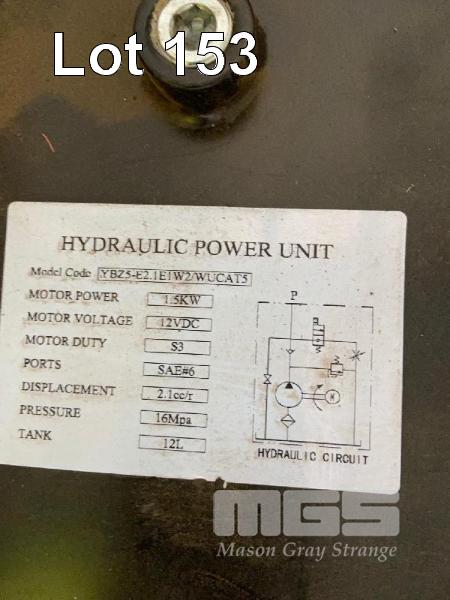 Lot 153
HYDRAULIC POWER UNIT
Model Code YBZ5-E2.1E1W2/WUCAT5
MOTOR POWER 1.5KW
MOTOR VOLTAGE 12VDC
MOTOR DUTY S3
PORTS SAE#6
DISPLACEMENT 2.1cc/r
PRESSURE 16Mpa
TANK 12L
P
M
HYDRAULIC CIRCUIT
MGS
Mason Gray Strange